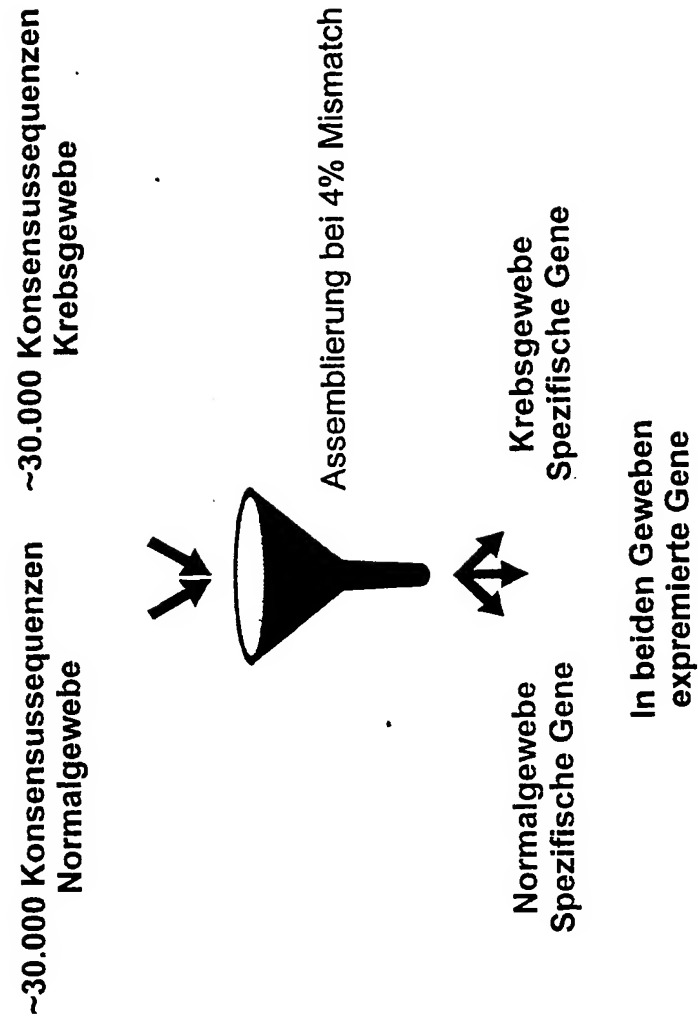 ~30.000 Konsensussequenzen
Normalgewebe
~30.000 Konsensussequenzen
Krebsgewebe
Assemblierung bei 4% Mismatch
Normalgewebe
Spezifische Gene
Krebsgewebe
Spezifische Gene
In beiden Geweben
expremierte Gene